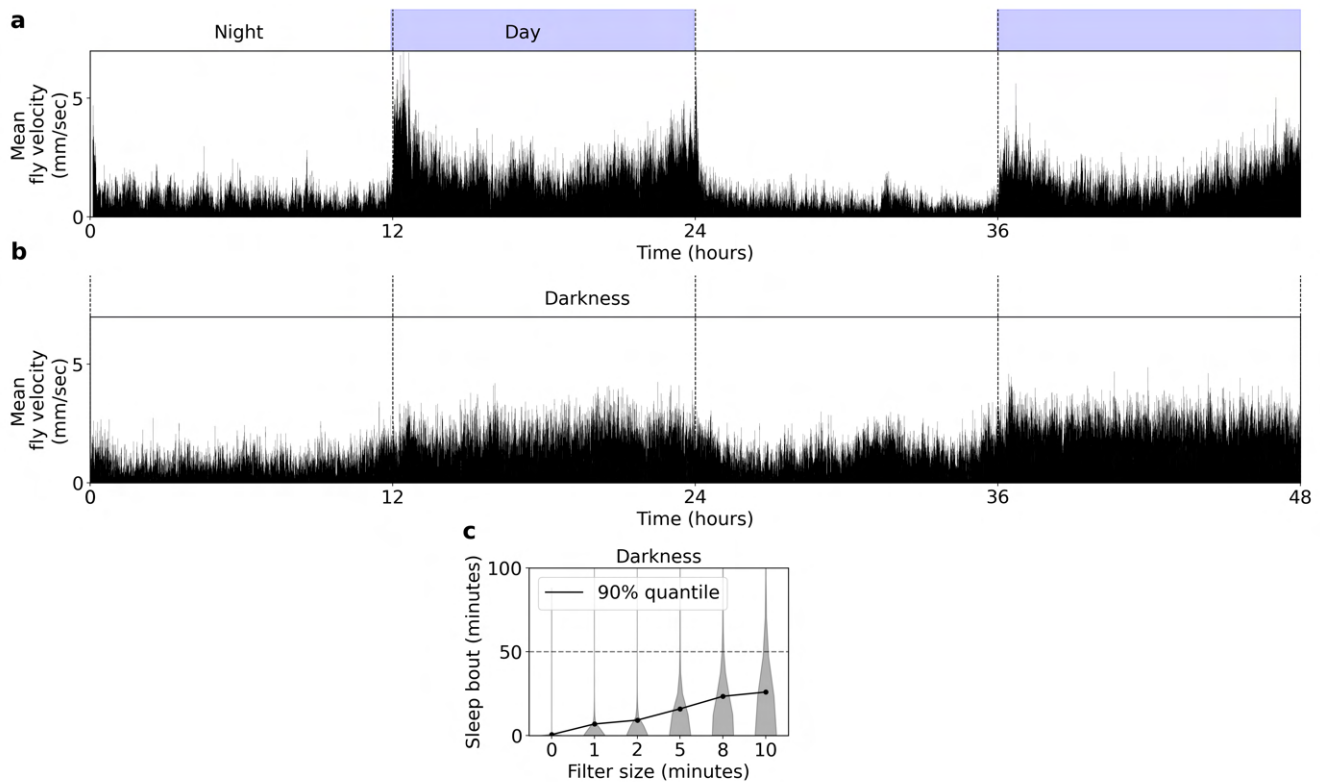 a
Night
Day
Mean
fly velocity
(mm/sec)
5
0
0 12 24 36
Time (hours)
b
Darkness
Mean
fly velocity
(mm/sec)
5
0
0 12 24 36 48
Time (hours)
c
Darkness
Sleep bout (minutes)
100
50
0
90% quantile
0 1 2 5 8 10
Filter size (minutes)